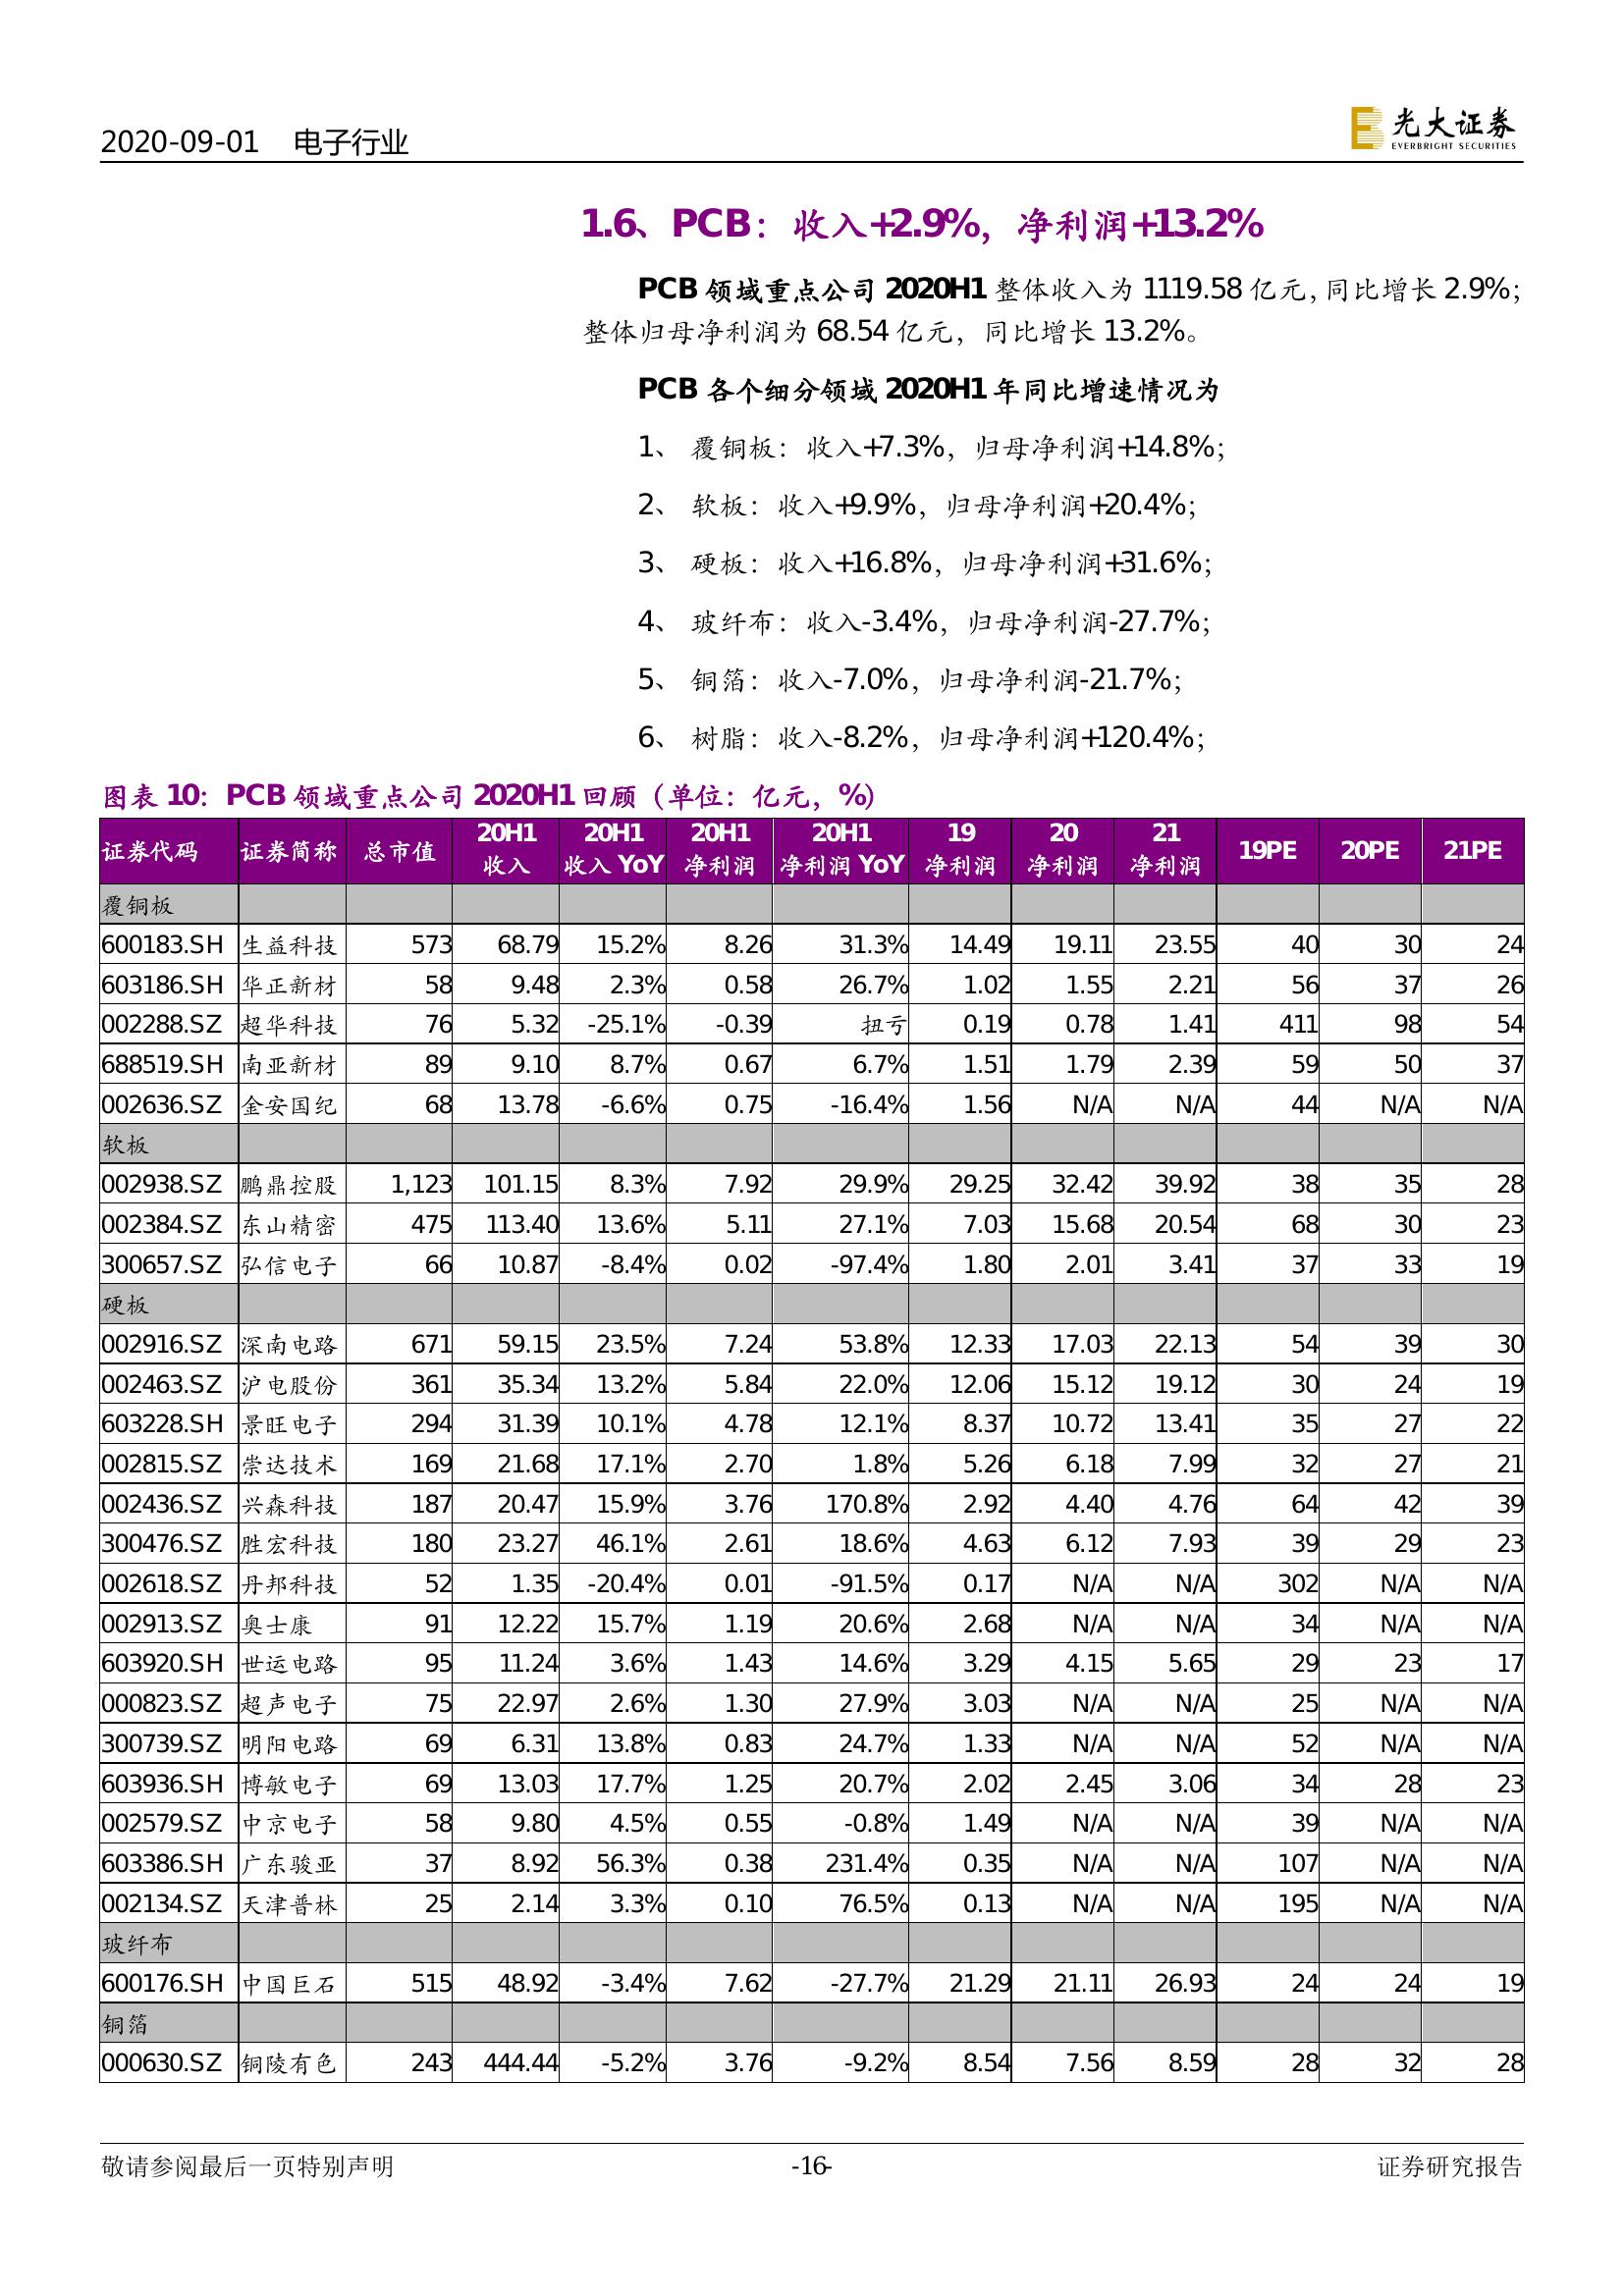 2020-09-01 电子行业
光大证券
EVERBRIGHT SECURITIES
1.6、PCB：收入+2.9%，净利润+13.2%
PCB 领域重点公司 2020H1 整体收入为 1119.58 亿元，同比增长 2.9%；
整体归母净利润为 68.54 亿元，同比增长 13.2%。
PCB 各个细分领域 2020H1 年同比增速情况为
1、 覆铜板：收入+7.3%，归母净利润+14.8%；
2、 软板：收入+9.9%，归母净利润+20.4%；
3、 硬板：收入+16.8%，归母净利润+31.6%；
4、 玻纤布：收入-3.4%，归母净利润-27.7%；
5、 铜箔：收入-7.0%，归母净利润-21.7%；
6、 树脂：收入-8.2%，归母净利润+120.4%；
图表 10：PCB 领域重点公司 2020H1 回顾（单位：亿元，%）
证券代码 证券简称 总市值 20H1 收入 20H1 收入 YoY 20H1 净利润 20H1 净利润 YoY 19 净利润 20 净利润 21 净利润 19PE 20PE 21PE
覆铜板
600183.SH 生益科技 573 68.79 15.2% 8.26 31.3% 14.49 19.11 23.55 40 30 24
603186.SH 华正新材 58 9.48 2.3% 0.58 26.7% 1.02 1.55 2.21 56 37 26
002288.SZ 超华科技 76 5.32 -25.1% -0.39 扭亏 0.19 0.78 1.41 411 98 54
688519.SH 南亚新材 89 9.10 8.7% 0.67 6.7% 1.51 1.79 2.39 59 50 37
002636.SZ 金安国纪 68 13.78 -6.6% 0.75 -16.4% 1.56 N/A N/A 44 N/A N/A
软板
002938.SZ 鹏鼎控股 1,123 101.15 8.3% 7.92 29.9% 29.25 32.42 39.92 38 35 28
002384.SZ 东山精密 475 113.40 13.6% 5.11 27.1% 7.03 15.68 20.54 68 30 23
300657.SZ 弘信电子 66 10.87 -8.4% 0.02 -97.4% 1.80 2.01 3.41 37 33 19
硬板
002916.SZ 深南电路 671 59.15 23.5% 7.24 53.8% 12.33 17.03 22.13 54 39 30
002463.SZ 沪电股份 361 35.34 13.2% 5.84 22.0% 12.06 15.12 19.12 30 24 19
603228.SH 景旺电子 294 31.39 10.1% 4.78 12.1% 8.37 10.72 13.41 35 27 22
002815.SZ 崇达技术 169 21.68 17.1% 2.70 1.8% 5.26 6.18 7.99 32 27 21
002436.SZ 兴森科技 187 20.47 15.9% 3.76 170.8% 2.92 4.40 4.76 64 42 39
300476.SZ 胜宏科技 180 23.27 46.1% 2.61 18.6% 4.63 6.12 7.93 39 29 23
002618.SZ 丹邦科技 52 1.35 -20.4% 0.01 -91.5% 0.17 N/A N/A 302 N/A N/A
002913.SZ 奥士康 91 12.22 15.7% 1.19 20.6% 2.68 N/A N/A 34 N/A N/A
603920.SH 世运电路 95 11.24 3.6% 1.43 14.6% 3.29 4.15 5.65 29 23 17
000823.SZ 超声电子 75 22.97 2.6% 1.30 27.9% 3.03 N/A N/A 25 N/A N/A
300739.SZ 明阳电路 69 6.31 13.8% 0.83 24.7% 1.33 N/A N/A 52 N/A N/A
603936.SH 博敏电子 69 13.03 17.7% 1.25 20.7% 2.02 2.45 3.06 34 28 23
002579.SZ 中京电子 58 9.80 4.5% 0.55 -0.8% 1.49 N/A N/A 39 N/A N/A
603386.SH 广东骏亚 37 8.92 56.3% 0.38 231.4% 0.35 N/A N/A 107 N/A N/A
002134.SZ 天津普林 25 2.14 3.3% 0.10 76.5% 0.13 N/A N/A 195 N/A N/A
玻纤布
600176.SH 中国巨石 515 48.92 -3.4% 7.62 -27.7% 21.29 21.11 26.93 24 24 19
铜箔
000630.SZ 铜陵有色 243 444.44 -5.2% 3.76 -9.2% 8.54 7.56 8.59 28 32 28
敬请参阅最后一页特别声明 -16- 证券研究报告